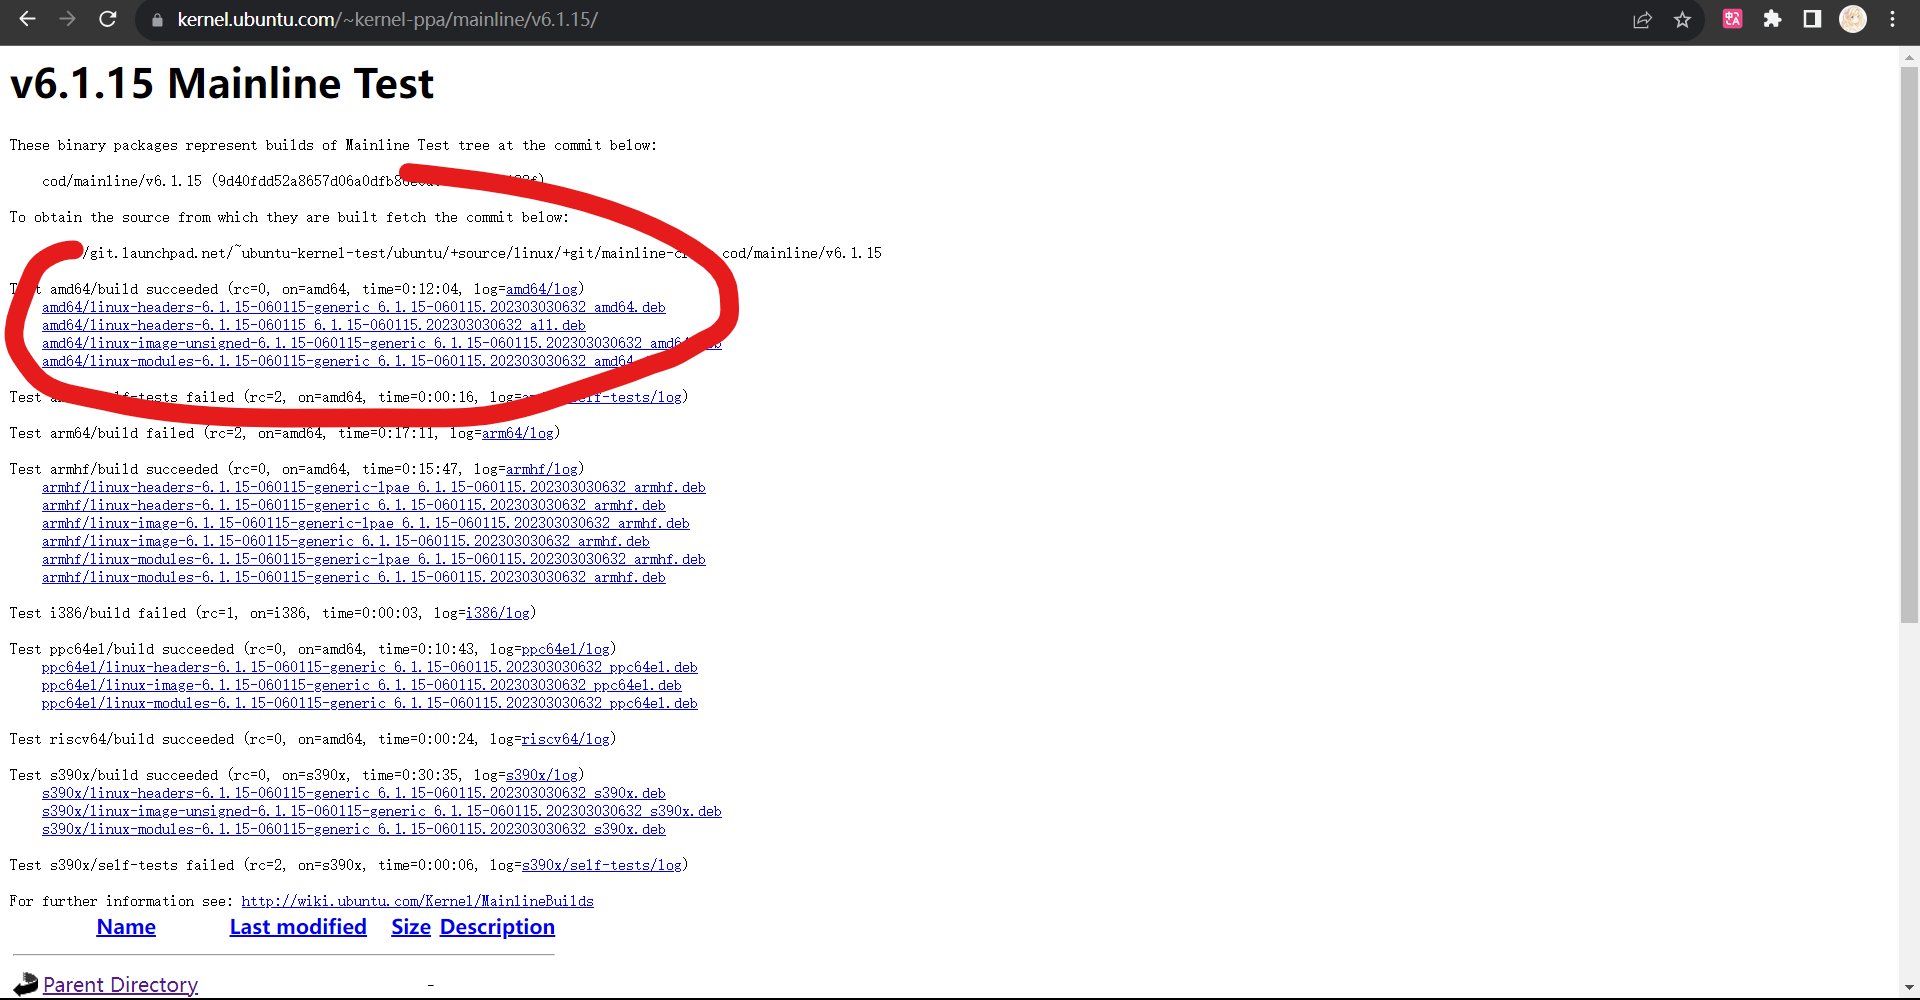 kernel.ubuntu.com/~kernel-ppa/mainline/v6.1.15/
v6.1.15 Mainline Test
These binary packages represent builds of Mainline Test tree at the commit below:
cod/mainline/v6.1.15
To obtain the source from which they are built fetch the commit below:
/git.launchpad.net/~ubuntu-kernel-test/ubuntu/+source/linux/+git/mainline- cod/mainline/v6.1.15
amd64/build succeeded (rc=0, on=amd64, time=0:12:04, log=amd64/log)
amd64/linux-headers-6.1.15-060115-generic_6.1.15-060115.202303030632_amd64.deb
amd64/linux-headers-6.1.15-060115_6.1.15-060115.202303030632_all.deb
amd64/linux-image-unsigned-6.1.15-060115-generic_6.1.15-060115.202303030632_amd64.deb
amd64/linux-modules-6.1.15-060115-generic_6.1.15-060115.202303030632_amd64
Test self-tests failed (rc=2, on=amd64, time=0:00:16, log= self-tests/log)
Test arm64/build failed (rc=2, on=amd64, time=0:17:11, log=arm64/log)
Test armhf/build succeeded (rc=0, on=amd64, time=0:15:47, log=armhf/log)
armhf/linux-headers-6.1.15-060115-generic-lpae_6.1.15-060115.202303030632_armhf.deb
armhf/linux-headers-6.1.15-060115-generic_6.1.15-060115.202303030632_armhf.deb
armhf/linux-image-6.1.15-060115-generic-lpae_6.1.15-060115.202303030632_armhf.deb
armhf/linux-image-6.1.15-060115-generic_6.1.15-060115.202303030632_armhf.deb
armhf/linux-modules-6.1.15-060115-generic-lpae_6.1.15-060115.202303030632_armhf.deb
armhf/linux-modules-6.1.15-060115-generic_6.1.15-060115.202303030632_armhf.deb
Test i386/build failed (rc=1, on=i386, time=0:00:03, log=i386/log)
Test ppc64el/build succeeded (rc=0, on=amd64, time=0:10:43, log=ppc64el/log)
ppc64el/linux-headers-6.1.15-060115-generic_6.1.15-060115.202303030632_ppc64el.deb
ppc64el/linux-image-6.1.15-060115-generic_6.1.15-060115.202303030632_ppc64el.deb
ppc64el/linux-modules-6.1.15-060115-generic_6.1.15-060115.202303030632_ppc64el.deb
Test riscv64/build succeeded (rc=0, on=amd64, time=0:00:24, log=riscv64/log)
Test s390x/build succeeded (rc=0, on=s390x, time=0:30:35, log=s390x/log)
s390x/linux-headers-6.1.15-060115-generic_6.1.15-060115.202303030632_s390x.deb
s390x/linux-image-unsigned-6.1.15-060115-generic_6.1.15-060115.202303030632_s390x.deb
s390x/linux-modules-6.1.15-060115-generic_6.1.15-060115.202303030632_s390x.deb
Test s390x/self-tests failed (rc=2, on=s390x, time=0:00:06, log=s390x/self-tests/log)
For further information see: http://wiki.ubuntu.com/Kernel/MainlineBuilds
Name Last modified Size Description
Parent Directory -